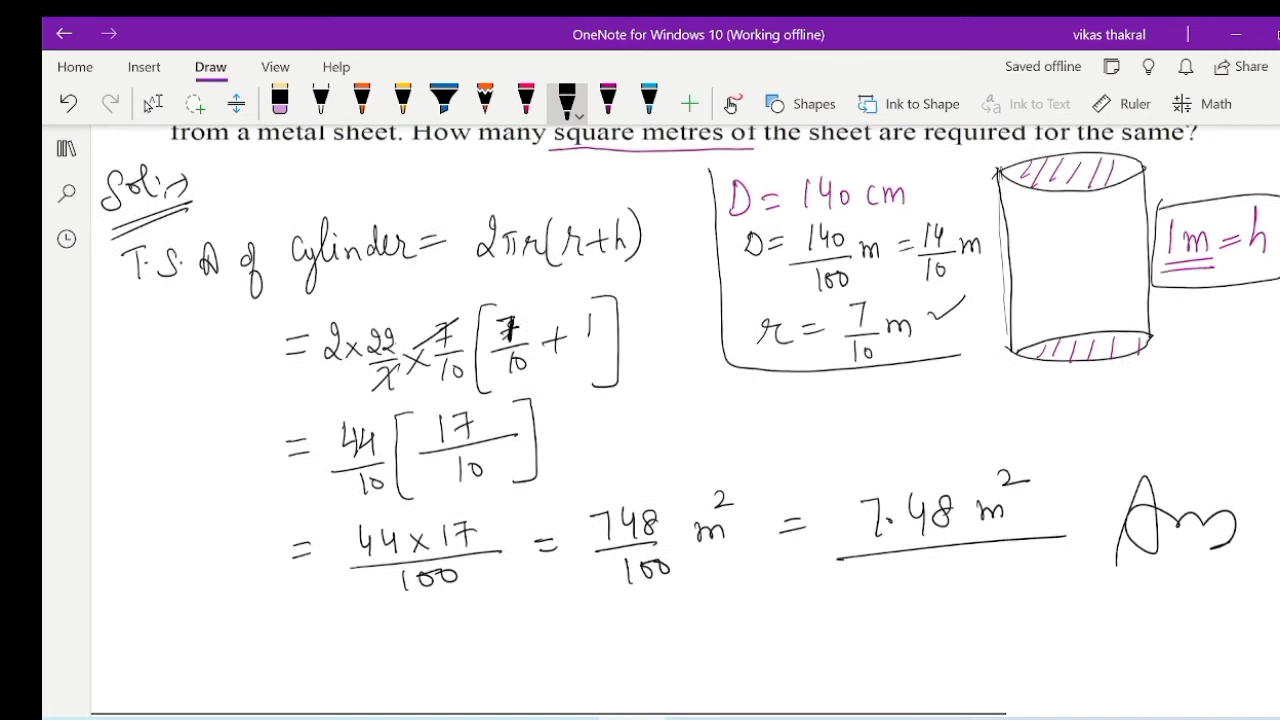 OneNote for Windows 10 (Working offline)
vikas thakral
Home Insert Draw View Help
Saved offline
Share
Shapes
Ink to Shape
Ink to Text
Ruler
Math
from a metal sheet. How many square metres of the sheet are required for the same?
Sol:→
T.S.A of cylinder = 2πr(r+h)
= 2 × 22/7 × 7/10 [7/10 + 1]
= 44/10 [17/10]
= 44 × 17/100 = 748/100 m² = 7.48 m² Ans
D = 140 cm
D = 140/100 m = 14/10 m
r = 7/10 m ✓
1m = h